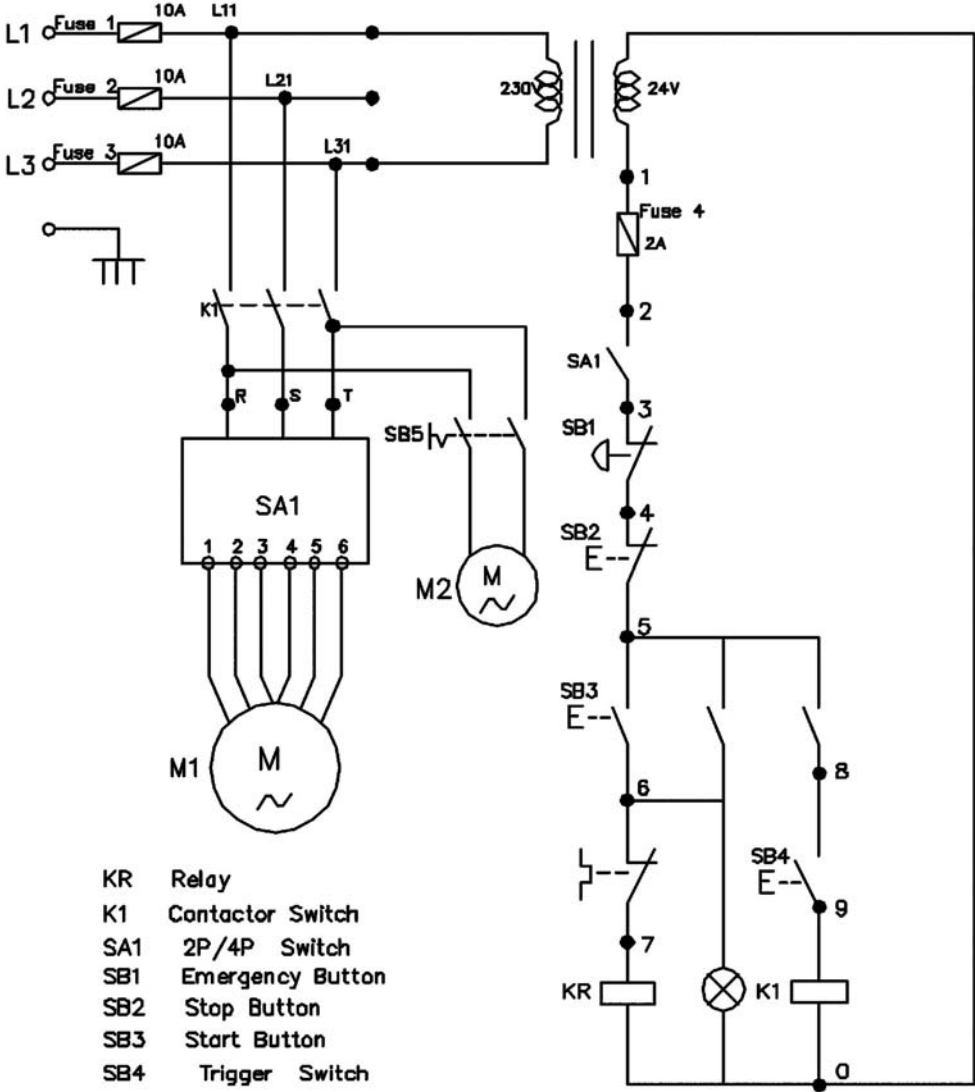 L1 Fuse 1 10A L11
L2 Fuse 2 10A L21
L3 Fuse 3 10A L31
230V 24V
1
Fuse 4
2A
2
K1
SA1
R S T
3
SB5
SB1
SA1
4
SB2
1 2 3 4 5 6
M2 M
5
SB3
M1 M
6
8
SB4
9
7
KR K1
0
KR Relay
K1 Contactor Switch
SA1 2P/4P Switch
SB1 Emergency Button
SB2 Stop Button
SB3 Start Button
SB4 Trigger Switch